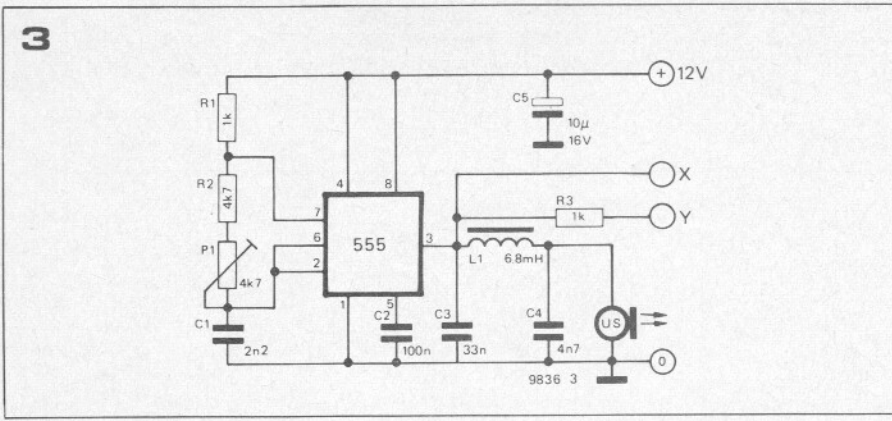 3
+ 12V
R1
1k
C5
10μ
16V
X
R2
4k7
4
8
R3
1k
Y
7
P1
4k7
6
555
3
2
L1
6.8mH
1
5
C1
2n2
C2
100n
C3
33n
C4
4n7
US
0
9836 3